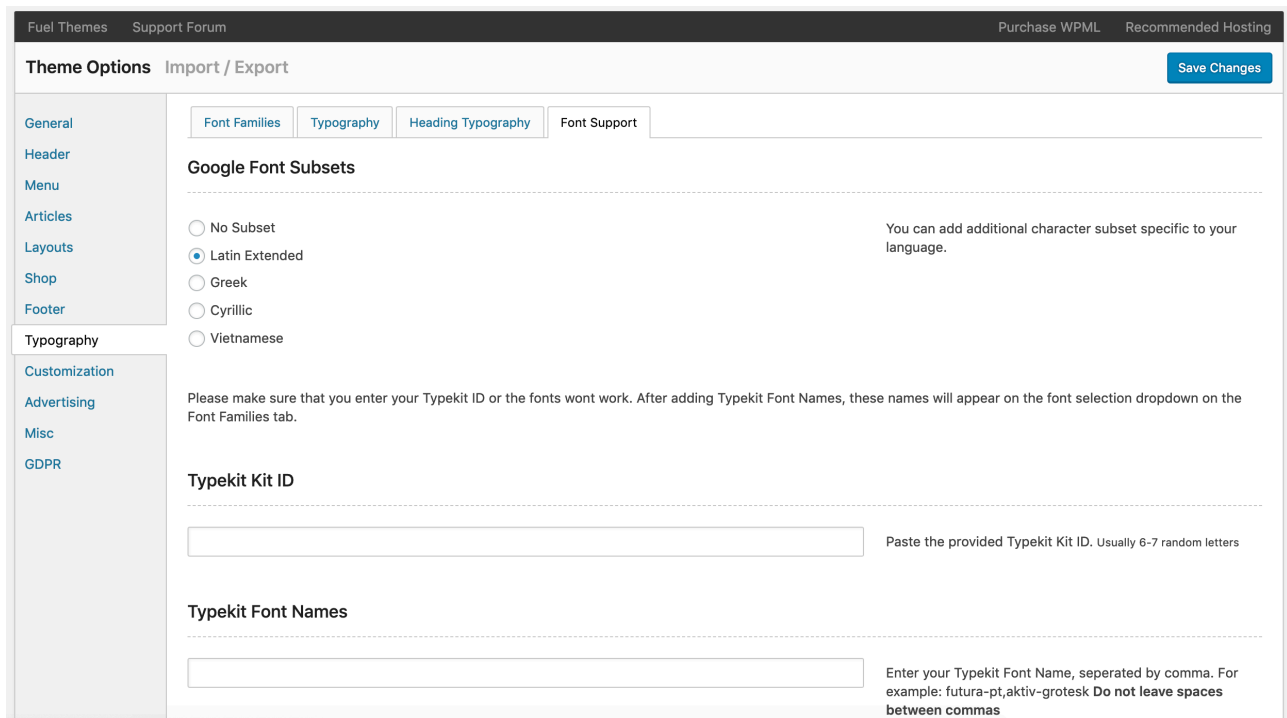 Fuel Themes Support Forum Purchase WPML Recommended Hosting
Theme Options Import / Export Save Changes
General
Header
Menu
Articles
Layouts
Shop
Footer
Typography
Customization
Advertising
Misc
GDPR
Font Families Typography Heading Typography Font Support
Google Font Subsets
No Subset
Latin Extended
Greek
Cyrillic
Vietnamese
You can add additional character subset specific to your
language.
Please make sure that you enter your Typekit ID or the fonts wont work. After adding Typekit Font Names, these names will appear on the font selection dropdown on the
Font Families tab.
Typekit Kit ID
Paste the provided Typekit Kit ID. Usually 6-7 random letters
Typekit Font Names
Enter your Typekit Font Name, seperated by comma. For
example: futura-pt,aktiv-grotesk Do not leave spaces
between commas